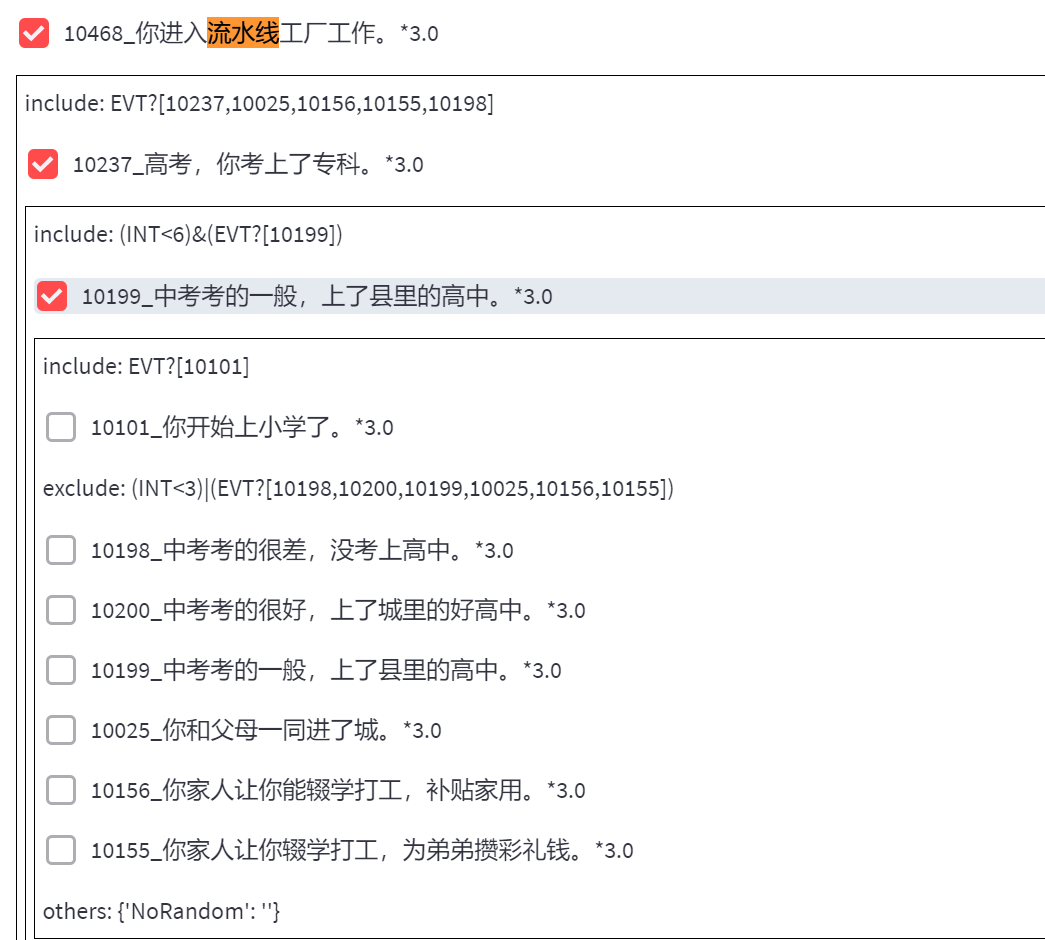 10468_你进入流水线工厂工作。*3.0
include: EVT?[10237,10025,10156,10155,10198]
10237_高考，你考上了专科。*3.0
include: (INT<6)&(EVT?[10199])
10199_中考考的一般，上了县里的高中。*3.0
include: EVT?[10101]
10101_你开始上小学了。*3.0
exclude: (INT<3)|(EVT?[10198,10200,10199,10025,10156,10155])
10198_中考考的很差，没考上高中。*3.0
10200_中考考的很好，上了城里的好高中。*3.0
10199_中考考的一般，上了县里的高中。*3.0
10025_你和父母一同进了城。*3.0
10156_你家人让你能辍学打工，补贴家用。*3.0
10155_你家人让你辍学打工，为弟弟攒彩礼钱。*3.0
others: {'NoRandom': ''}